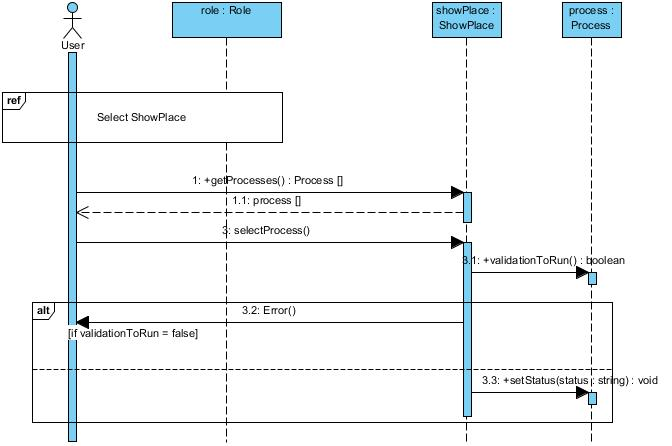 role : Role
showPlace :
ShowPlace
process :
Process
User
ref
Select ShowPlace
1: +getProcesses() : Process []
1.1: process []
3: selectProcess()
3.1: +validationToRun() : boolean
alt
3.2: Error()
[if validationToRun = false]
3.3: +setStatus(status : string) : void